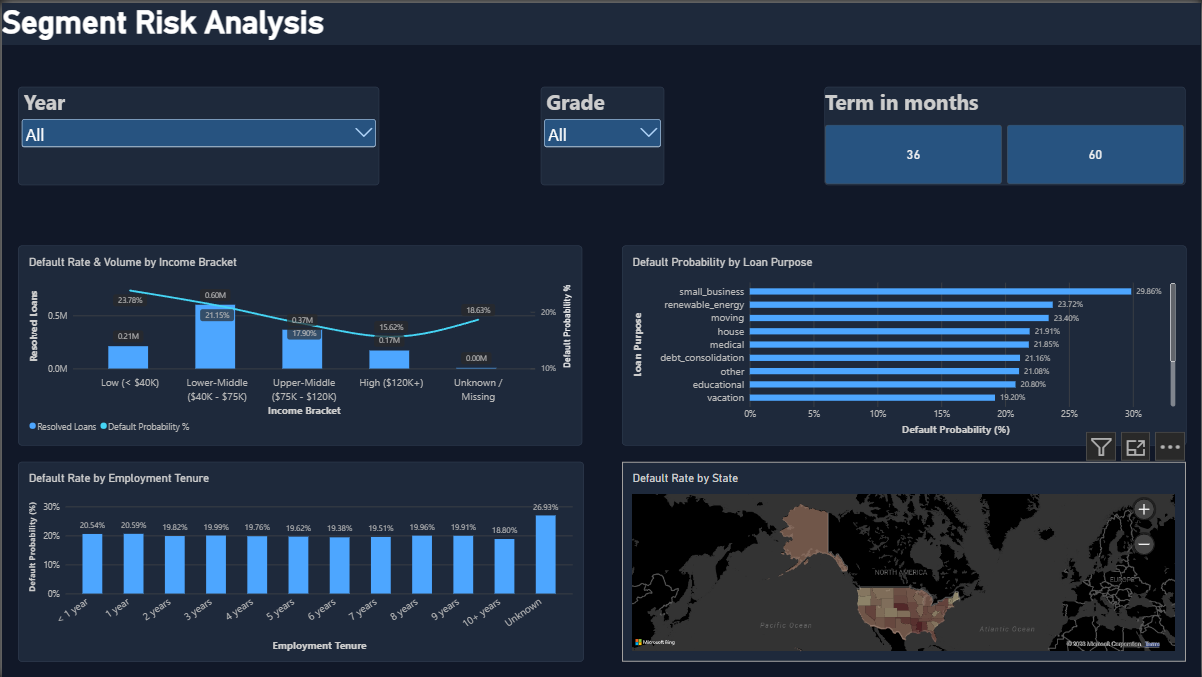 Segment Risk Analysis
Year
All
Grade
All
Term in months
36
60
Default Rate & Volume by Income Bracket
Resolved Loans
0.5M
0.0M
23.78%
0.21M
0.60M
21.15%
0.37M
17.90%
15.62%
0.17M
18.63%
0.00M
20%
10%
Default Probability %
Low (< $40K)
Lower-Middle
($40K - $75K)
Upper-Middle
($75K - $120K)
High ($120K+)
Unknown /
Missing
Income Bracket
Resolved Loans
Default Probability %
Default Probability by Loan Purpose
Loan Purpose
small_business 29.86%
renewable_energy 23.72%
moving 23.40%
house 21.91%
medical 21.85%
debt_consolidation 21.16%
other 21.08%
educational 20.80%
vacation 19.20%
0% 5% 10% 15% 20% 25% 30%
Default Probability (%)
Default Rate by Employment Tenure
Default Probability (%)
30%
20%
10%
0%
20.54% 20.59% 19.82% 19.99% 19.76% 19.62% 19.38% 19.51% 19.96% 19.91% 18.80% 26.93%
< 1 year 1 year 2 years 3 years 4 years 5 years 6 years 7 years 8 years 9 years 10+ years Unknown
Employment Tenure
Default Rate by State
NORTH AMERICA
EUROPE
Pacific Ocean
Atlantic Ocean
Microsoft Bing
Microsoft Corporation
Terms